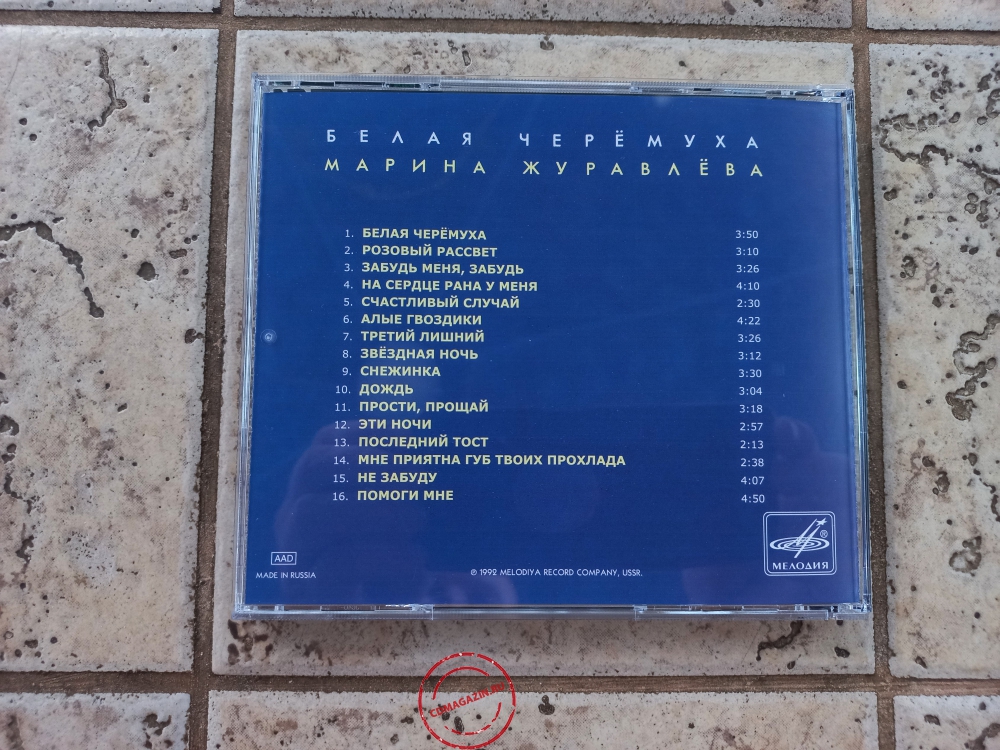 БЕЛАЯ ЧЕРЁМУХА
МАРИНА ЖУРАВЛЁВА
1. БЕЛАЯ ЧЕРЁМУХА 3:50
2. РОЗОВЫЙ РАССВЕТ 3:10
3. ЗАБУДЬ МЕНЯ, ЗАБУДЬ 3:26
4. НА СЕРДЦЕ РАНА У МЕНЯ 4:10
5. СЧАСТЛИВЫЙ СЛУЧАЙ 2:30
6. АЛЫЕ ГВОЗДИКИ 4:22
7. ТРЕТИЙ ЛИШНИЙ 3:26
8. ЗВЁЗДНАЯ НОЧЬ 3:12
9. СНЕЖИНКА 3:30
10. ДОЖДЬ 3:04
11. ПРОСТИ, ПРОЩАЙ 3:18
12. ЭТИ НОЧИ 2:57
13. ПОСЛЕДНИЙ ТОСТ 2:13
14. МНЕ ПРИЯТНА ГУБ ТВОИХ ПРОХЛАДА 2:38
15. НЕ ЗАБУДУ 4:07
16. ПОМОГИ МНЕ 4:50
AAD
MADE IN RUSSIA
℗ 1992 MELODIYA RECORD COMPANY, USSR.
®
МЕЛОДИЯ
CDMAGAZIN.RU